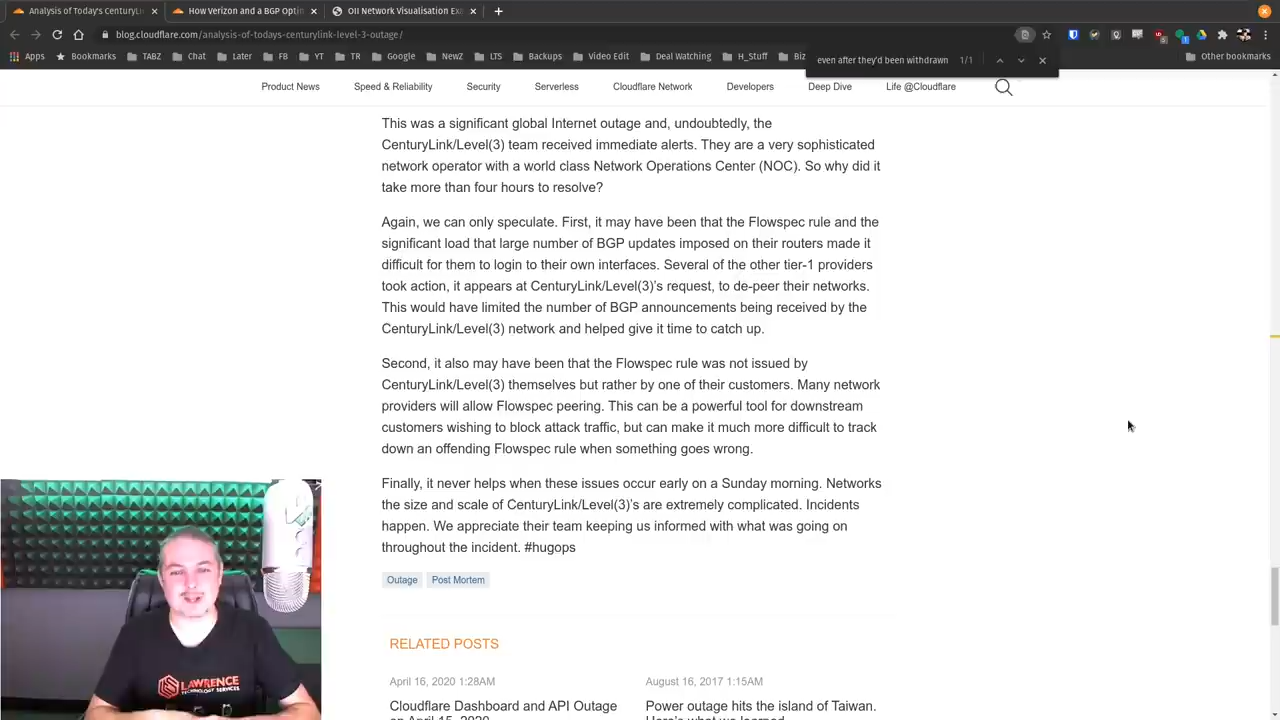 Analysis of Today's CenturyLi
How Verizon and a BGP Opti
OII Network Visualisation Exa
blog.cloudflare.com/analysis-of-todays-centurylink-level-3-outage/
Apps
Bookmarks
TABZ
Chat
Later
FB
YT
TR
Google
NewZ
LTS
Backups
Video Edit
Deal Watching
H_Stuff
Biz
Other bookmarks
even after they'd been withdrawn 1/1
Product News
Speed & Reliability
Security
Serverless
Cloudflare Network
Developers
Deep Dive
Life @Cloudflare
This was a significant global Internet outage and, undoubtedly, the
CenturyLink/Level(3) team received immediate alerts. They are a very sophisticated
network operator with a world class Network Operations Center (NOC). So why did it
take more than four hours to resolve?
Again, we can only speculate. First, it may have been that the Flowspec rule and the
significant load that large number of BGP updates imposed on their routers made it
difficult for them to login to their own interfaces. Several of the other tier-1 providers
took action, it appears at CenturyLink/Level(3)'s request, to de-peer their networks.
This would have limited the number of BGP announcements being received by the
CenturyLink/Level(3) network and helped give it time to catch up.
Second, it also may have been that the Flowspec rule was not issued by
CenturyLink/Level(3) themselves but rather by one of their customers. Many network
providers will allow Flowspec peering. This can be a powerful tool for downstream
customers wishing to block attack traffic, but can make it much more difficult to track
down an offending Flowspec rule when something goes wrong.
Finally, it never helps when these issues occur early on a Sunday morning. Networks
the size and scale of CenturyLink/Level(3)'s are extremely complicated. Incidents
happen. We appreciate their team keeping us informed with what was going on
throughout the incident. #hugops
Outage
Post Mortem
RELATED POSTS
April 16, 2020 1:28AM
August 16, 2017 1:15AM
Cloudflare Dashboard and API Outage
on April 15, 2020
Power outage hits the island of Taiwan.
Here's what we learned
LAWRENCE
TECHNOLOGY SERVICES